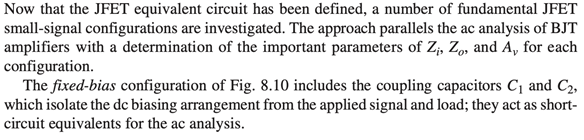 Now that the JFET equivalent circuit has been defined, a number of fundamental JFET
small-signal configurations are investigated. The approach parallels the ac analysis of BJT
amplifiers with a determination of the important parameters of Zᵢ, Zₒ, and Aᵥ for each
configuration.
The fixed-bias configuration of Fig. 8.10 includes the coupling capacitors C₁ and C₂,
which isolate the dc biasing arrangement from the applied signal and load; they act as short-
circuit equivalents for the ac analysis.